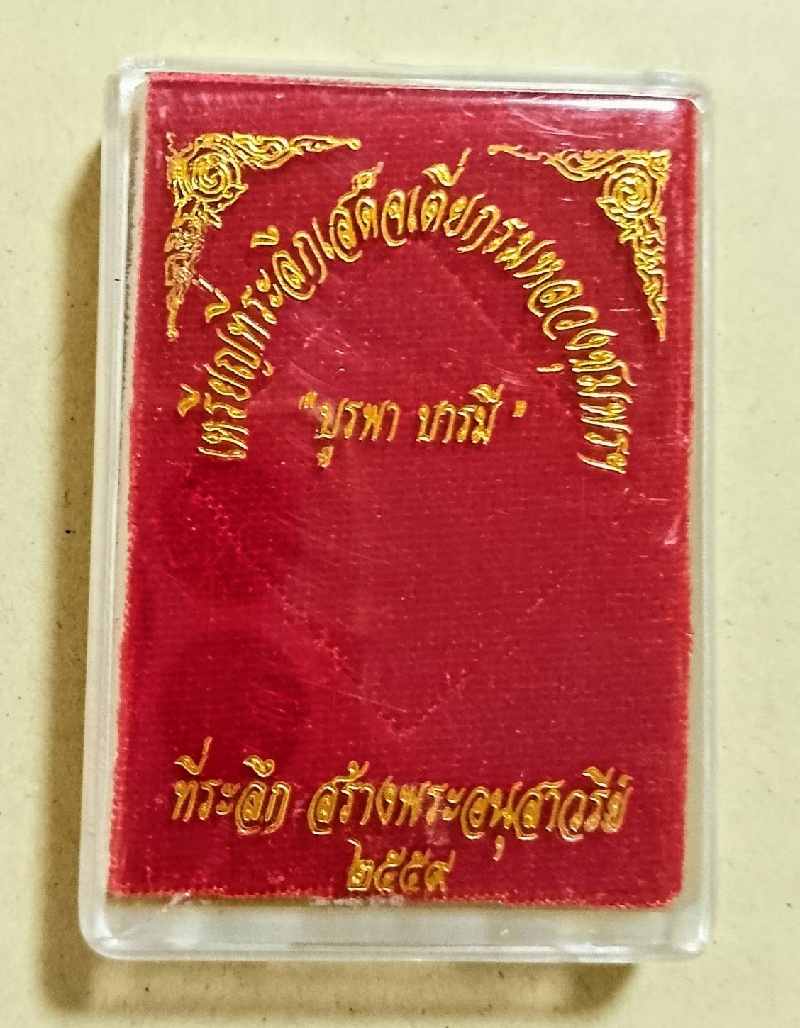 เหรียญที่ระลึกเสด็จเตี่ยกรมหลวงชุมพรฯ
"บูรพา บารมี"
ที่ระลึก สร้างพระอนุสาวรีย์
๒๕๕๙